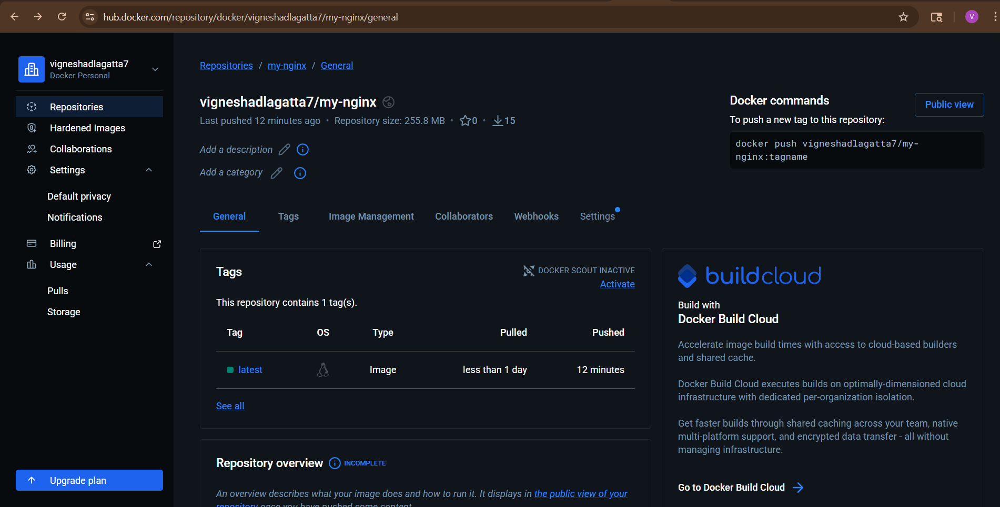 hub.docker.com/repository/docker/vigneshadlagatta7/my-nginx/general
V
vigneshadlagatta7
Docker Personal
Repositories
Hardened Images
Collaborations
Settings
Default privacy
Notifications
Billing
Usage
Pulls
Storage
Upgrade plan
Repositories / my-nginx / General
vigneshadlagatta7/my-nginx
Last pushed 12 minutes ago • Repository size: 255.8 MB • 0 • 15
Add a description
Add a category
Docker commands
Public view
To push a new tag to this repository:
docker push vigneshadlagatta7/my-
nginx:tagname
General Tags Image Management Collaborators Webhooks Settings
Tags
DOCKER SCOUT INACTIVE
Activate
This repository contains 1 tag(s).
Tag OS Type Pulled Pushed
latest Image less than 1 day 12 minutes
See all
Repository overview INCOMPLETE
An overview describes what your image does and how to run it. It displays in the public view of your
repository once you have pushed some content.
buildcloud
Build with
Docker Build Cloud
Accelerate image build times with access to cloud-based builders
and shared cache.
Docker Build Cloud executes builds on optimally-dimensioned cloud
infrastructure with dedicated per-organization isolation.
Get faster builds through shared caching across your team, native
multi-platform support, and encrypted data transfer - all without
managing infrastructure.
Go to Docker Build Cloud